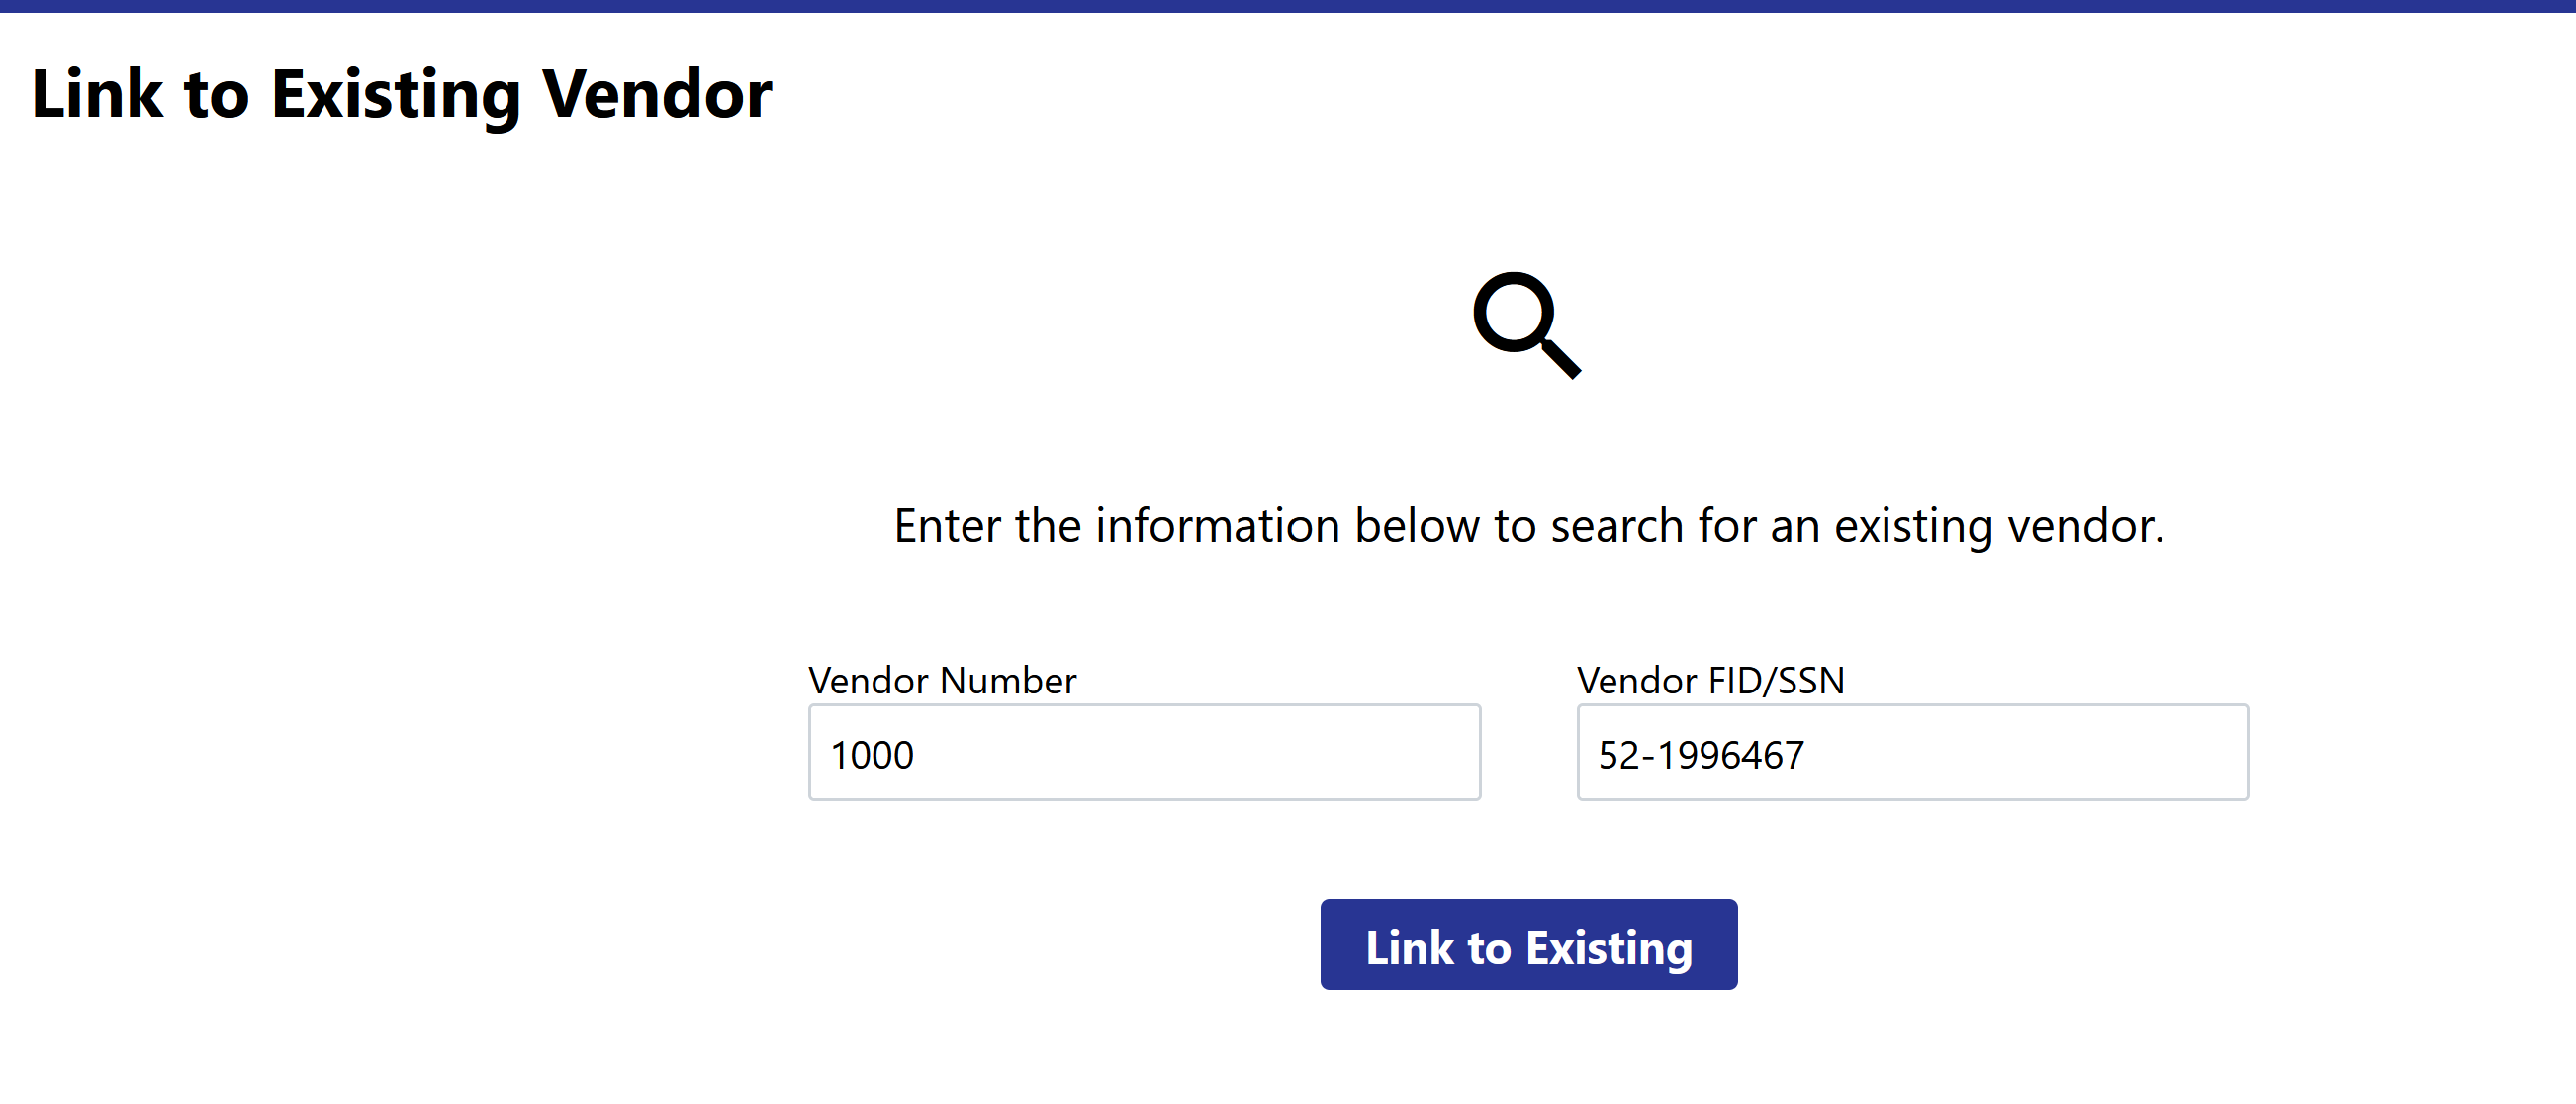 Link to Existing Vendor
Enter the information below to search for an existing vendor.
Vendor Number
Vendor FID/SSN
1000
52-1996467
Link to Existing